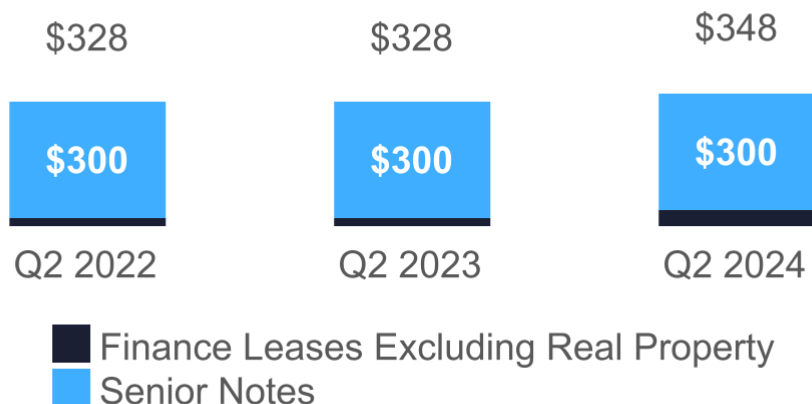 $328 $328 $348
$300 $300 $300
Q2 2022 Q2 2023 Q2 2024
Finance Leases Excluding Real Property
Senior Notes